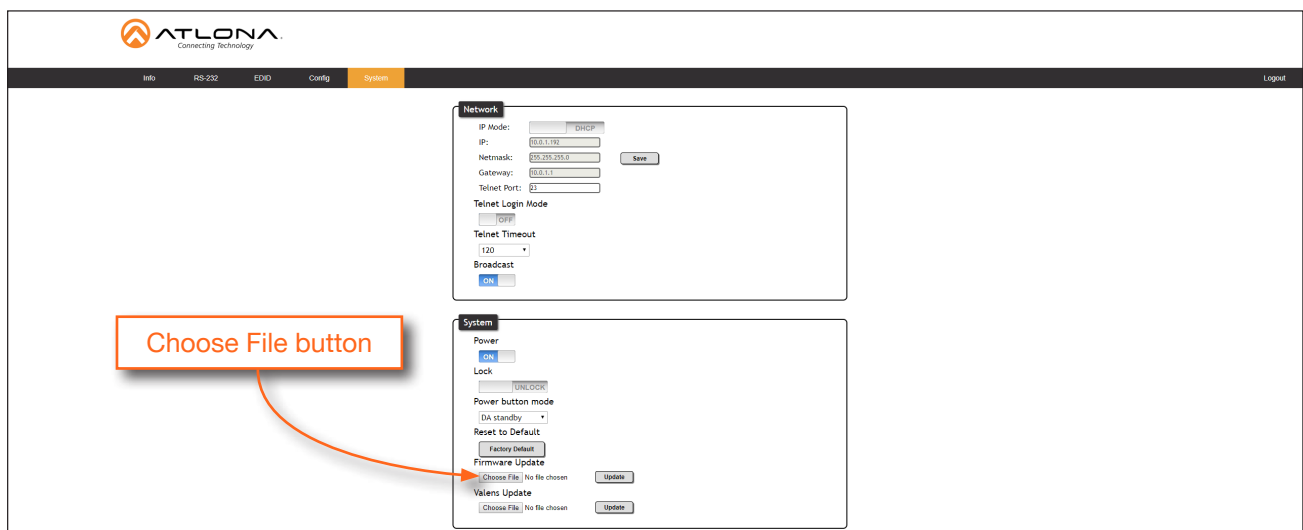 ATLONA.
Connecting Technology
Info RS-232 EDID Config System Logout
Network
IP Mode: DHCP
IP: 10.0.1.192
Netmask: 255.255.255.0 Save
Gateway: 10.0.1.1
Telnet Port: 23
Telnet Login Mode
OFF
Telnet Timeout
120
Broadcast
ON
Choose File button
System
Power
ON
Lock
UNLOCK
Power button mode
DA standby
Reset to Default
Factory Default
Firmware Update
Choose File No file chosen Update
Valens Update
Choose File No file chosen Update